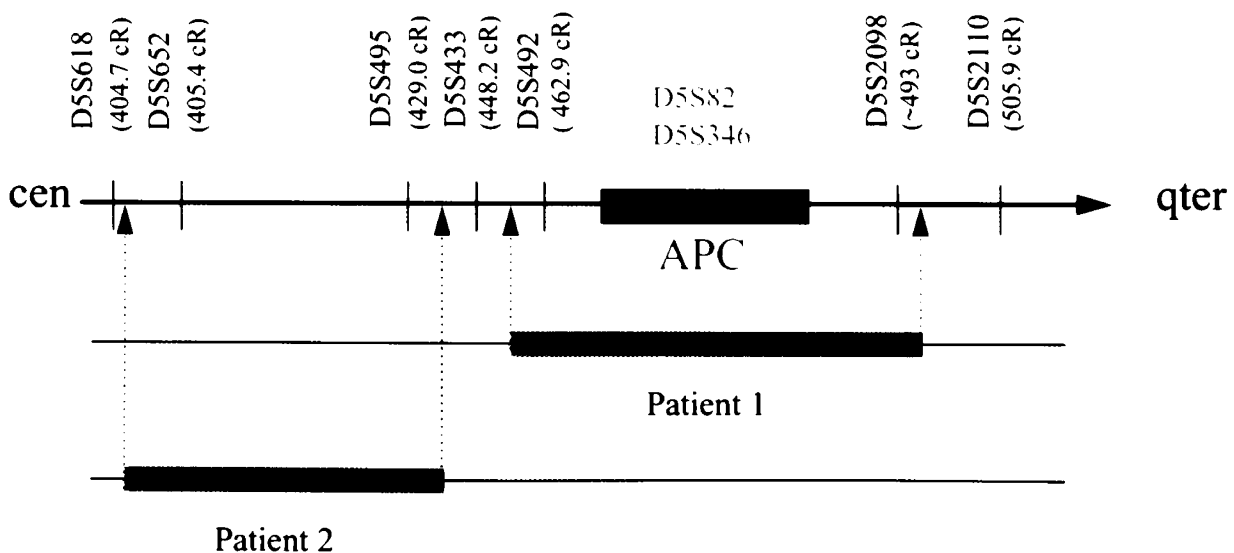 D5S618
(404.7 cR)
D5S652
(405.4 cR)
D5S495
(429.0 cR)
D5S433
(448.2 cR)
D5S492
( 462.9 cR)
D5S82
D5S346
D5S2098
(~493 cR)
D5S2110
(505.9 cR)
cen
qter
APC
Patient 1
Patient 2